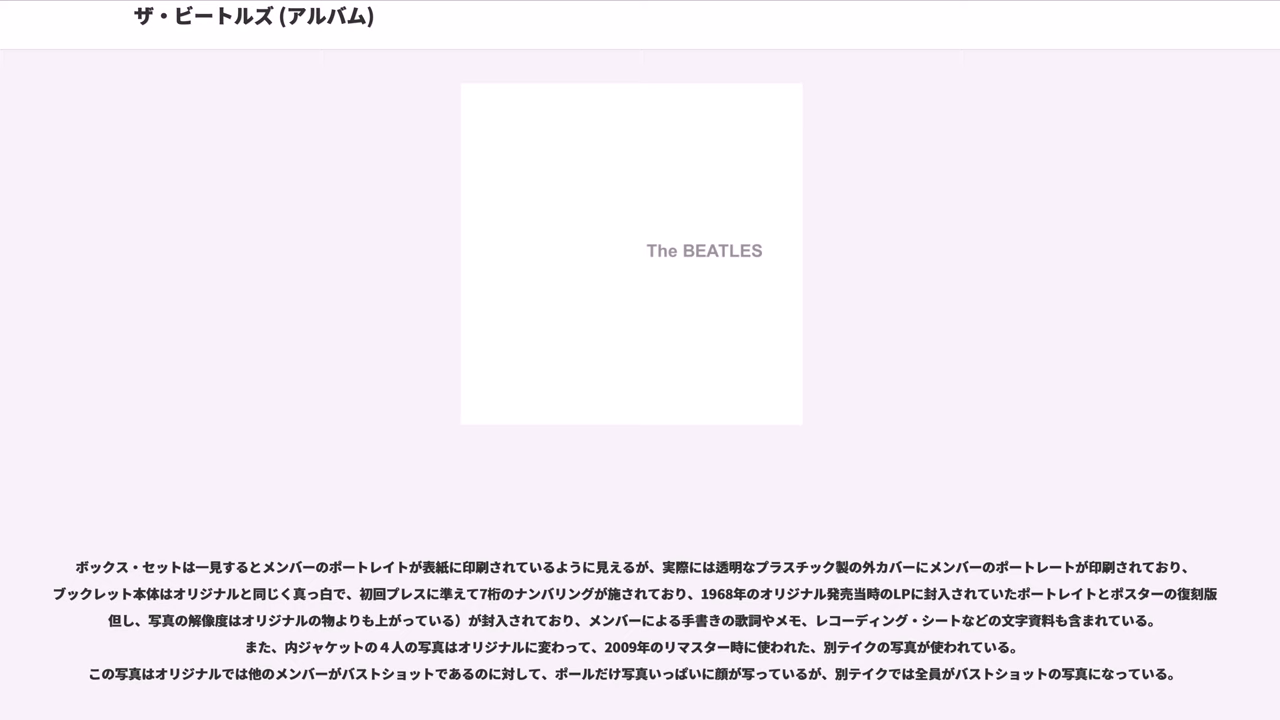 ザ・ビートルズ (アルバム)
The BEATLES
ボックス・セットは一見するとメンバーのポートレイトが表紙に印刷されているように見えるが、実際には透明なプラスチック製の外カバーにメンバーのポートレートが印刷されており、
ブックレット本体はオリジナルと同じく真っ白で、初回プレスに準えて7桁のナンバリングが施されており、1968年のオリジナル発売当時のLPに封入されていたポートレイトとポスターの復刻版
但し、写真の解像度はオリジナルの物よりも上がっている）が封入されており、メンバーによる手書きの歌詞やメモ、レコーディング・シートなどの文字資料も含まれている。
また、内ジャケットの４人の写真はオリジナルに変わって、2009年のリマスター時に使われた、別テイクの写真が使われている。
この写真はオリジナルでは他のメンバーがバストショットであるのに対して、ポールだけ写真いっぱいに顔が写っているが、別テイクでは全員がバストショットの写真になっている。